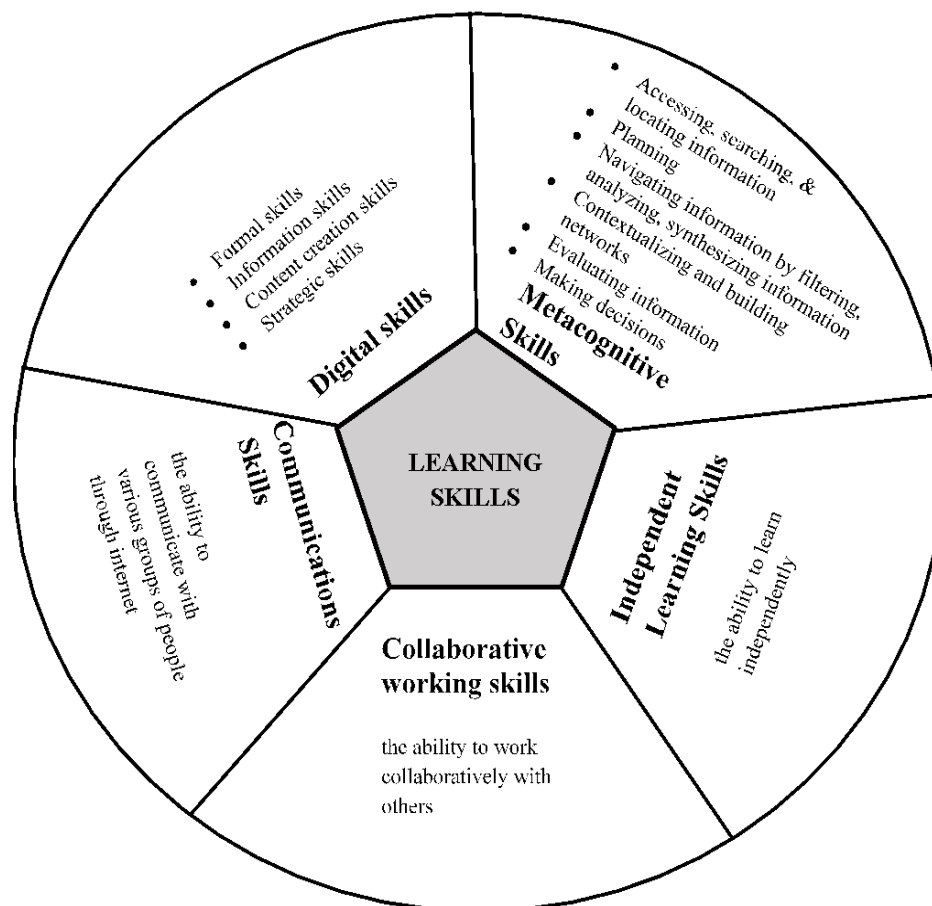 • Accessing, searching, &
locating information
• Planning
• Navigating information by filtering,
analyzing, synthesizing information
• Contextualizing and building
networks
• Evaluating information
• Making decisions
Metacognitive
Skills
• Formal skills
• Information skills
• Content creation skills
• Strategic skills
Digital skills
LEARNING
SKILLS
Communications
Skills
the ability to
communicate with
various groups of people
through internet
Independent
Learning Skills
the ability to learn
independently
Collaborative
working skills
the ability to work
collaboratively with
others